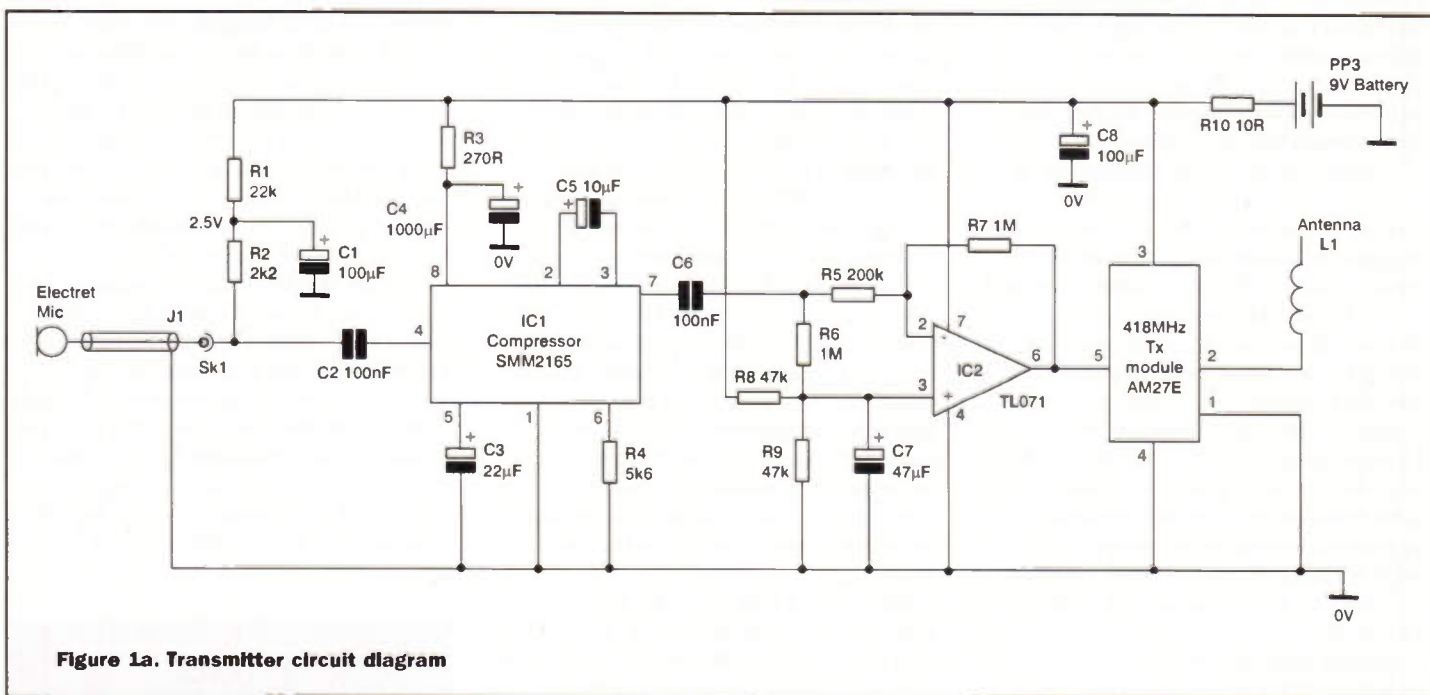 PP3
9V Battery
R10 10R
R3
270R
C8
100µF
0V
R1
22k
C5 10µF
R7 1M
Antenna
L1
2.5V
C4
1000µF
R2
2k2
C1
100µF
0V
8
2
3
7
C6
100nF
R5 200k
3
Electret
Mic
J1
Sk1
C2 100nF
4
IC1
Compressor
SMM2165
R6
1M
2
-
7
IC2
6
5
418MHz
Tx
module
AM27E
2
1
R8 47k
3
+
4
TL071
5
1
6
C3
22µF
R4
5k6
R9
47k
C7
47µF
4
0V
Figure 1a. Transmitter circuit diagram